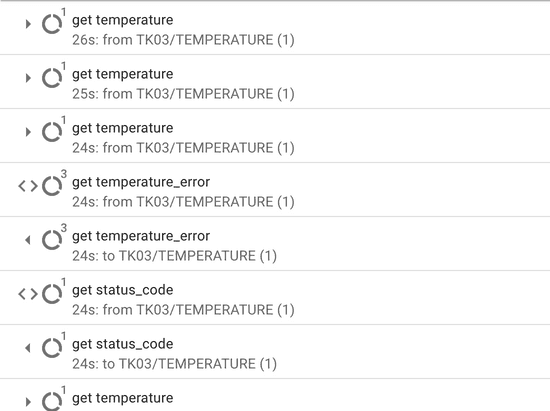 1
get temperature
26s: from TK03/TEMPERATURE (1)
1
get temperature
25s: from TK03/TEMPERATURE (1)
1
get temperature
24s: from TK03/TEMPERATURE (1)
3
get temperature_error
24s: from TK03/TEMPERATURE (1)
3
get temperature_error
24s: to TK03/TEMPERATURE (1)
1
get status_code
24s: from TK03/TEMPERATURE (1)
1
get status_code
24s: to TK03/TEMPERATURE (1)
1
get temperature